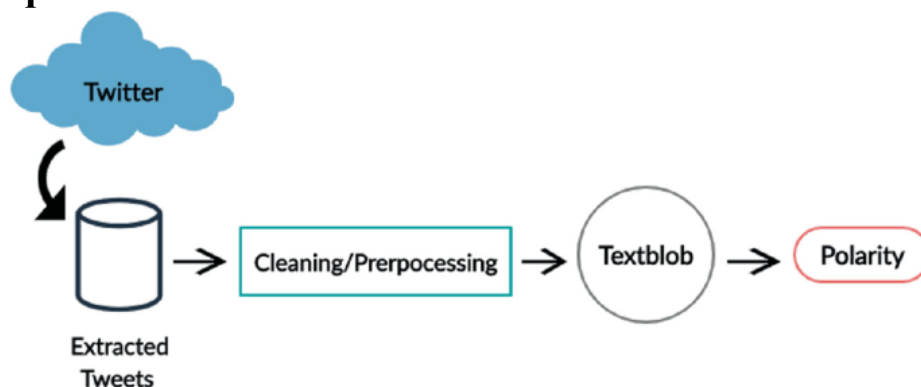 Twitter
Cleaning/Prerpocessing
Textblob
Polarity
Extracted
Tweets